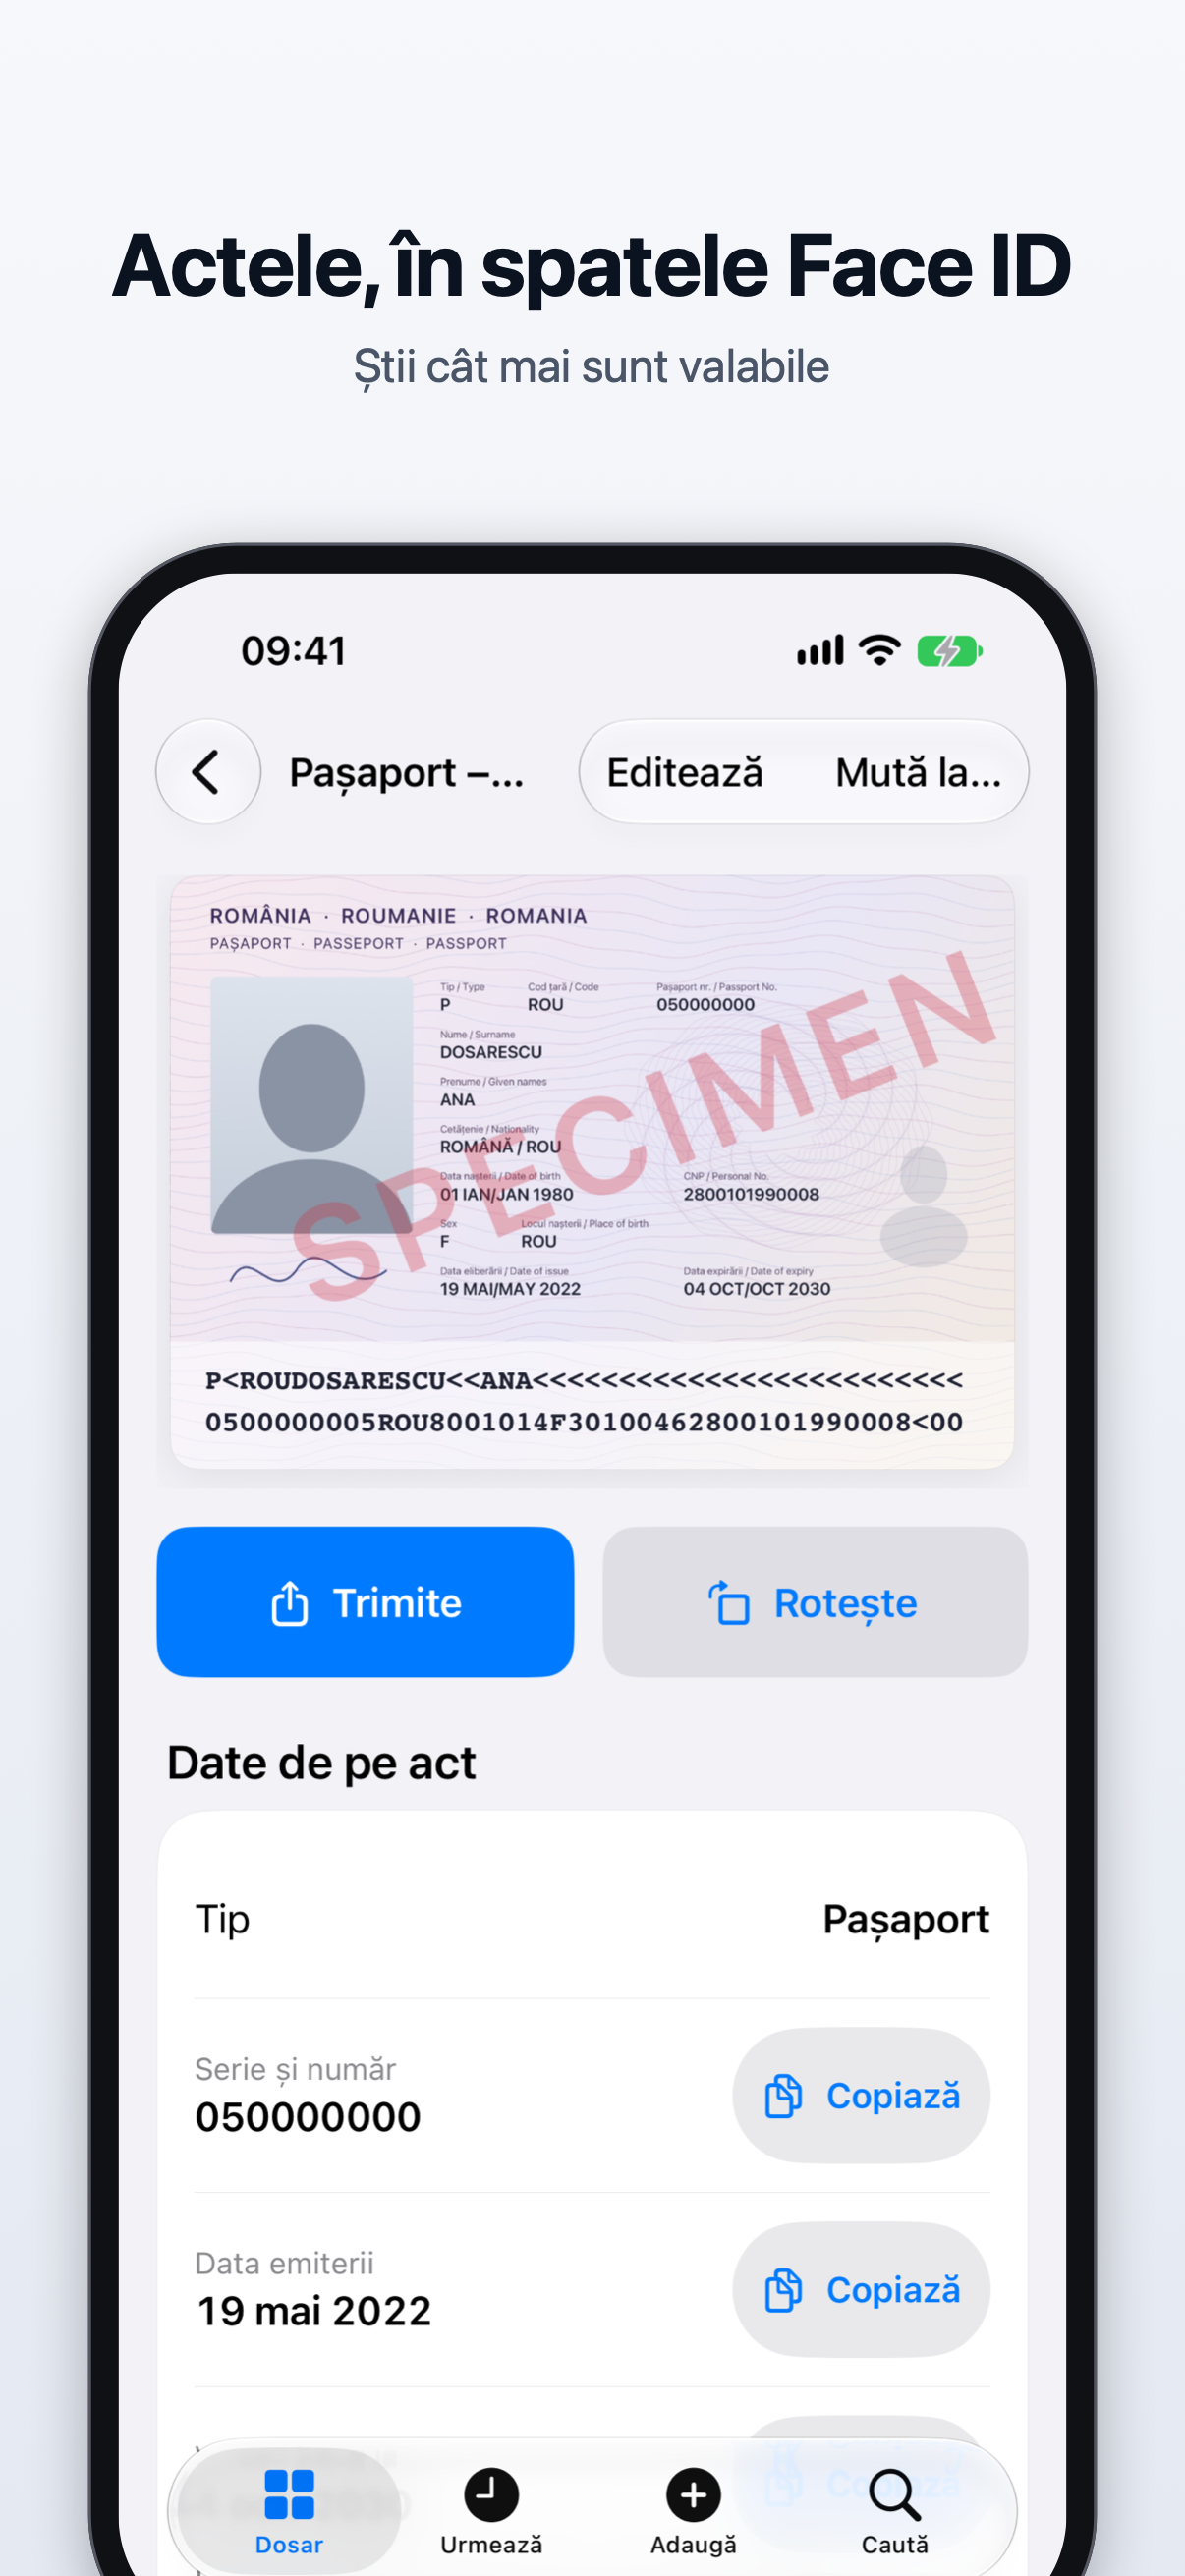 Actele, în spatele Face ID
Știi cât mai sunt valabile
09:41
Pașaport –...
Editează
Mută la...
ROMÂNIA · ROUMANIE · ROMANIA
PAȘAPORT · PASSEPORT · PASSPORT
Tip / Type
Cod țară / Code
Pașaport nr. / Passport No.
P
ROU
050000000
Nume / Surname
DOSARESCU
Prenume / Given names
ANA
Cetățenie / Nationality
ROMÂNĂ / ROU
Data nașterii / Date of birth
CNP / Personal No.
01 IAN/JAN 1980
2800101990008
Sex
Locul nașterii / Place of birth
F
ROU
Data eliberării / Date of issue
Data expirării / Date of expiry
19 MAI/MAY 2022
04 OCT/OCT 2030
SPECIMEN
P<ROUDOSARESCU<<ANA<<<<<<<<<<<<<<<<<<<<<<<<<
0500000005ROU8001014F30100462800101990008<00
Trimite
Rotește
Date de pe act
Tip
Pașaport
Serie și număr
050000000
Copiază
Data emiterii
19 mai 2022
Copiază
Copiază
Dosar
Urmează
Adaugă
Caută